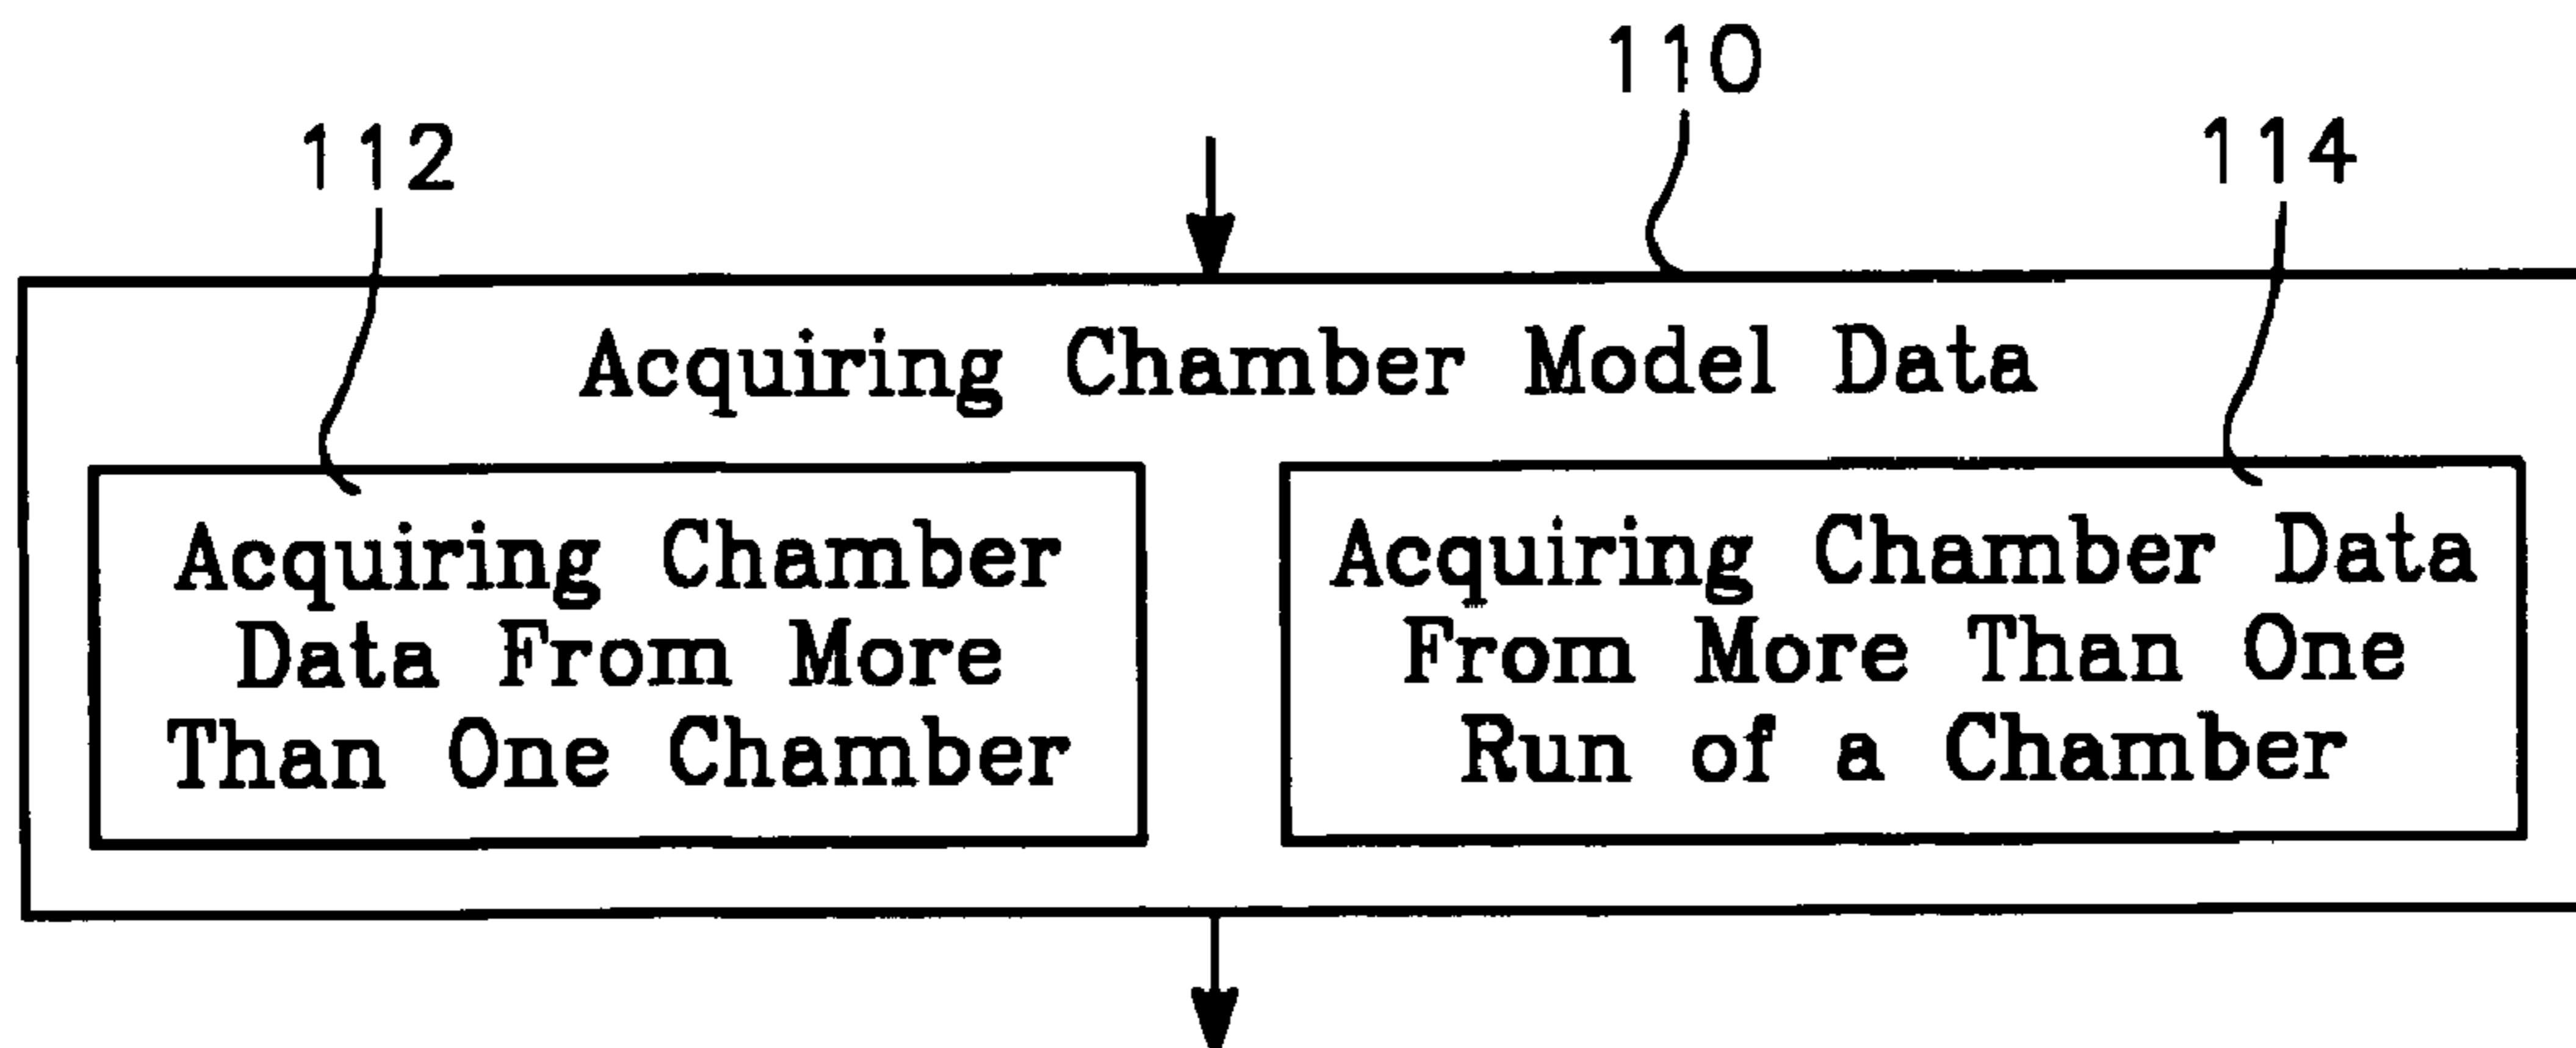 110
112
114
Acquiring Chamber Model Data
Acquiring Chamber
Data From More
Than One Chamber
Acquiring Chamber Data
From More Than One
Run of a Chamber